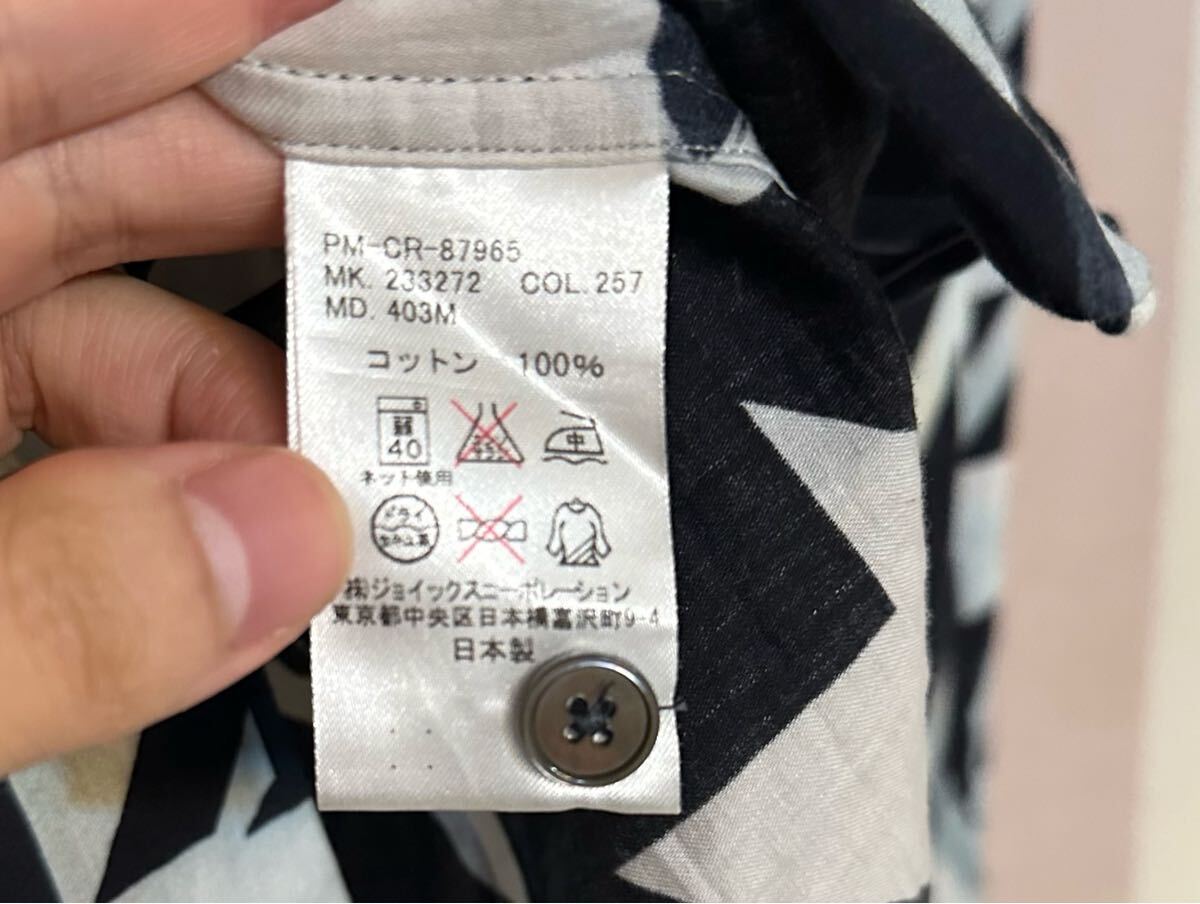 PM-CR-87965
MK. 233272 COL. 257
MD. 403M
コットン 100%
弱
40
中
ネット使用
ドライ
㈱ジョイックスコーポレーション
東京都中央区日本橋富沢町9-4
日本製